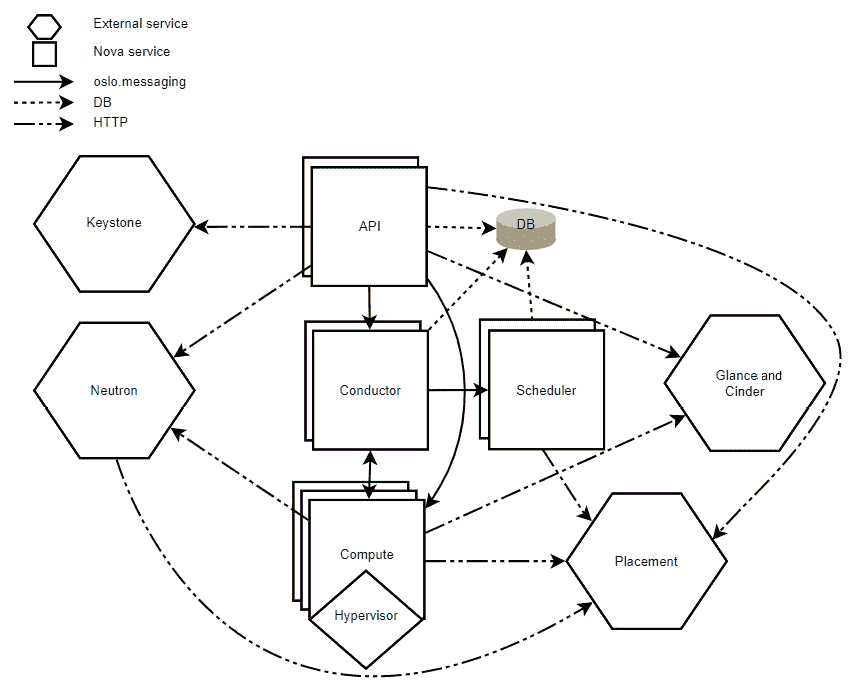 External service
Nova service
oslo.messaging
DB
HTTP
Keystone
API
DB
Neutron
Conductor
Scheduler
Glance and
Cinder
Compute
Placement
Hypervisor